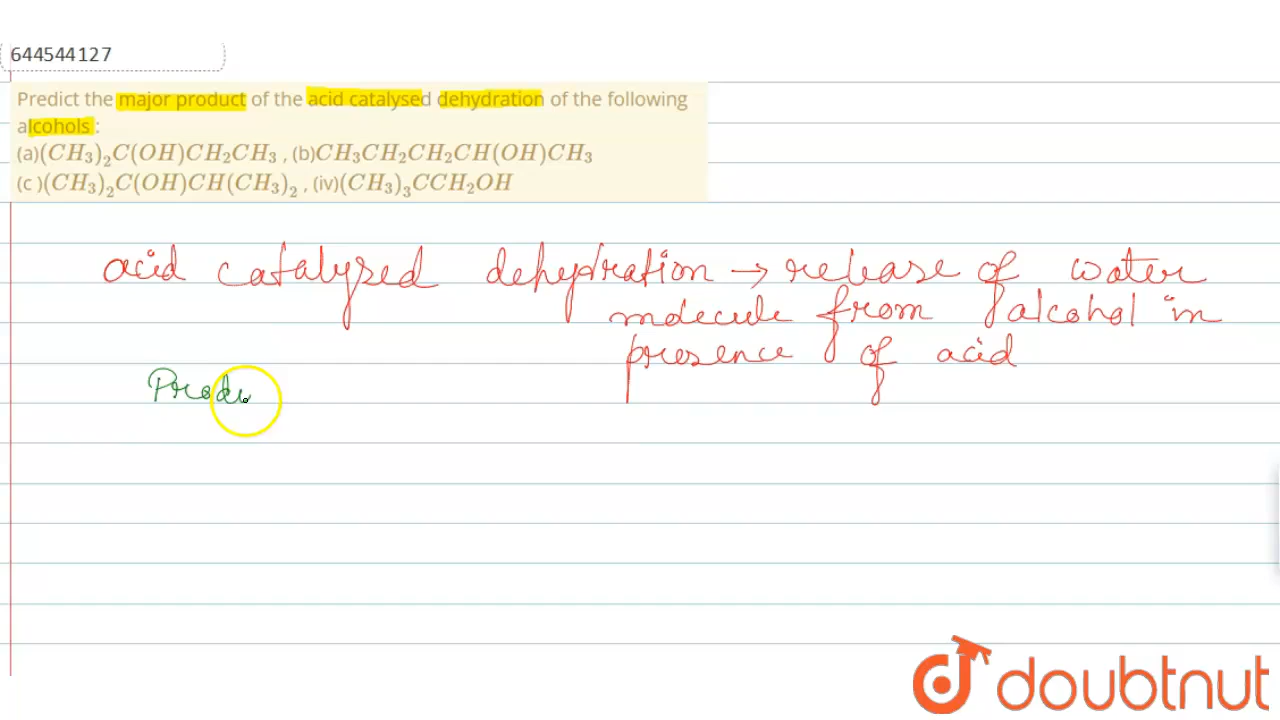 644544127
Predict the major product of the acid catalysed dehydration of the following
alcohols :
(a)(CH₃)₂C(OH)CH₂CH₃ , (b)CH₃CH₂CH₂CH(OH)CH₃
(c )(CH₃)₂C(OH)CH(CH₃)₂ , (iv)(CH₃)₃CCH₂OH
acid catalysed dehydration → release of water
molecule from alcohol in
presence of acid
Produ
doubtnut